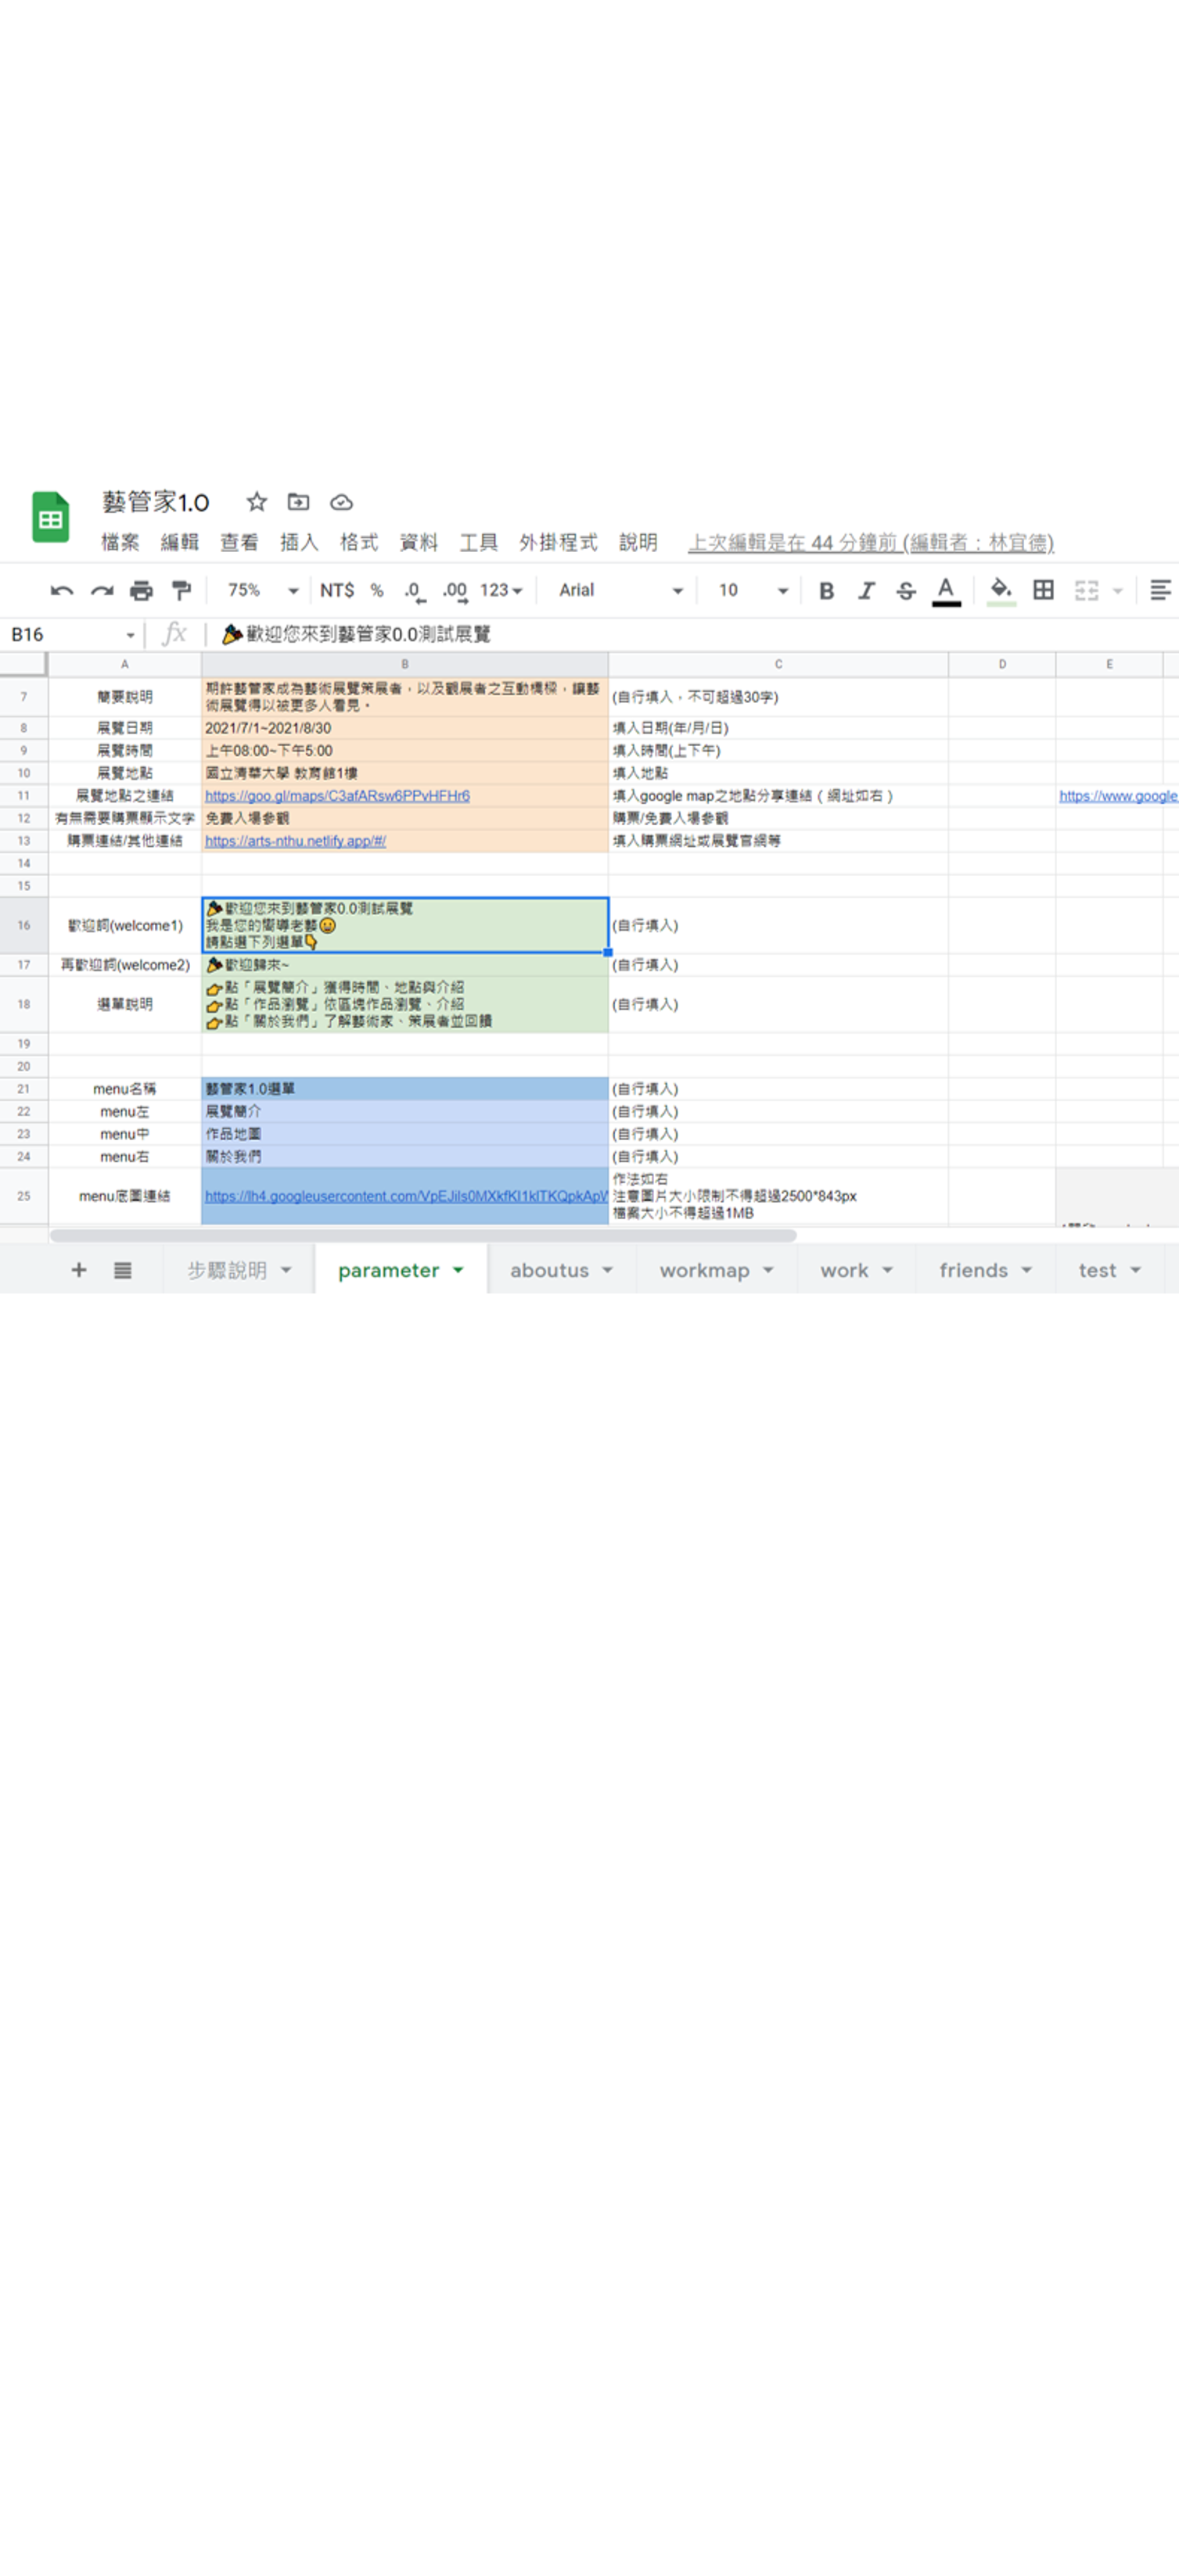 藝管家1.0
檔案 編輯 查看 插入 格式 資料 工具 外掛程式 說明 上次編輯是在 44 分鐘前 (編輯者：林宜德)
75% NT$ % .0 .00 123 Arial 10 B I S A
B16 fx 🎉歡迎您來到藝管家0.0測試展覽
A B C D E
7 簡要說明 期許藝管家成為藝術展覽策展者，以及觀展者之互動橋樑，讓藝 (自行填入，不可超過30字)
術展覽得以被更多人看見。
8 展覽日期 2021/7/1~2021/8/30 填入日期(年/月/日)
9 展覽時間 上午08:00~下午5:00 填入時間(上下午)
10 展覽地點 國立清華大學 教育館1樓 填入地點
11 展覽地點之連結 https://goo.gl/maps/C3afARsw6PPvHFHr6 填入google map之地點分享連結（網址如右） https://www.google
12 有無需要購票顯示文字 免費入場參觀 購票/免費入場參觀
13 購票連結/其他連結 https://arts-nthu.netlify.app/#/ 填入購票網址或展覽官網等
14
15
16 歡迎詞(welcome1) 🎉歡迎您來到藝管家0.0測試展覽 (自行填入)
我是您的嚮導老藝😀
請點選下列選單👇
17 再歡迎詞(welcome2) 🎉歡迎歸來~ (自行填入)
18 選單說明 👉點「展覽簡介」獲得時間、地點與介紹 (自行填入)
👉點「作品瀏覽」依區塊作品瀏覽、介紹
👉點「關於我們」了解藝術家、策展者並回饋
19
20
21 menu名稱 藝管家1.0選單 (自行填入)
22 menu左 展覽簡介 (自行填入)
23 menu中 作品地圖 (自行填入)
24 menu右 關於我們 (自行填入)
25 menu底圖連結 作法如右
注意圖片大小限制不得超過2500*843px
檔案大小不得超過1MB
+ 步驟說明 parameter aboutus workmap work friends test